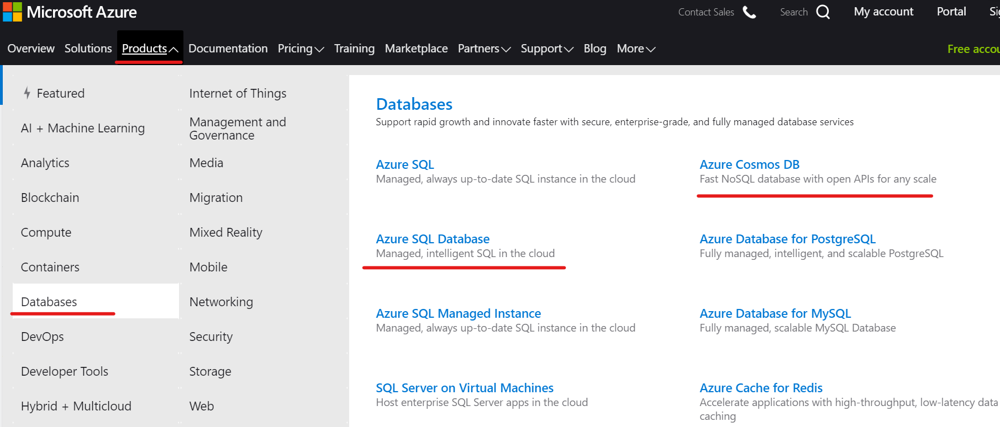 Microsoft Azure
Contact Sales Search My account Portal
Overview Solutions Products Documentation Pricing Training Marketplace Partners Support Blog More Free
Featured
AI + Machine Learning
Analytics
Blockchain
Compute
Containers
Databases
DevOps
Developer Tools
Hybrid + Multicloud
Internet of Things
Management and
Governance
Media
Migration
Mixed Reality
Mobile
Networking
Security
Storage
Web
Databases
Support rapid growth and innovate faster with secure, enterprise-grade, and fully managed database services
Azure SQL
Managed, always up-to-date SQL instance in the cloud
Azure Cosmos DB
Fast NoSQL database with open APIs for any scale
Azure SQL Database
Managed, intelligent SQL in the cloud
Azure Database for PostgreSQL
Fully managed, intelligent, and scalable PostgreSQL
Azure SQL Managed Instance
Managed, always up-to-date SQL instance in the cloud
Azure Database for MySQL
Fully managed, scalable MySQL Database
SQL Server on Virtual Machines
Host enterprise SQL Server apps in the cloud
Azure Cache for Redis
Accelerate applications with high-throughput, low-latency data
caching